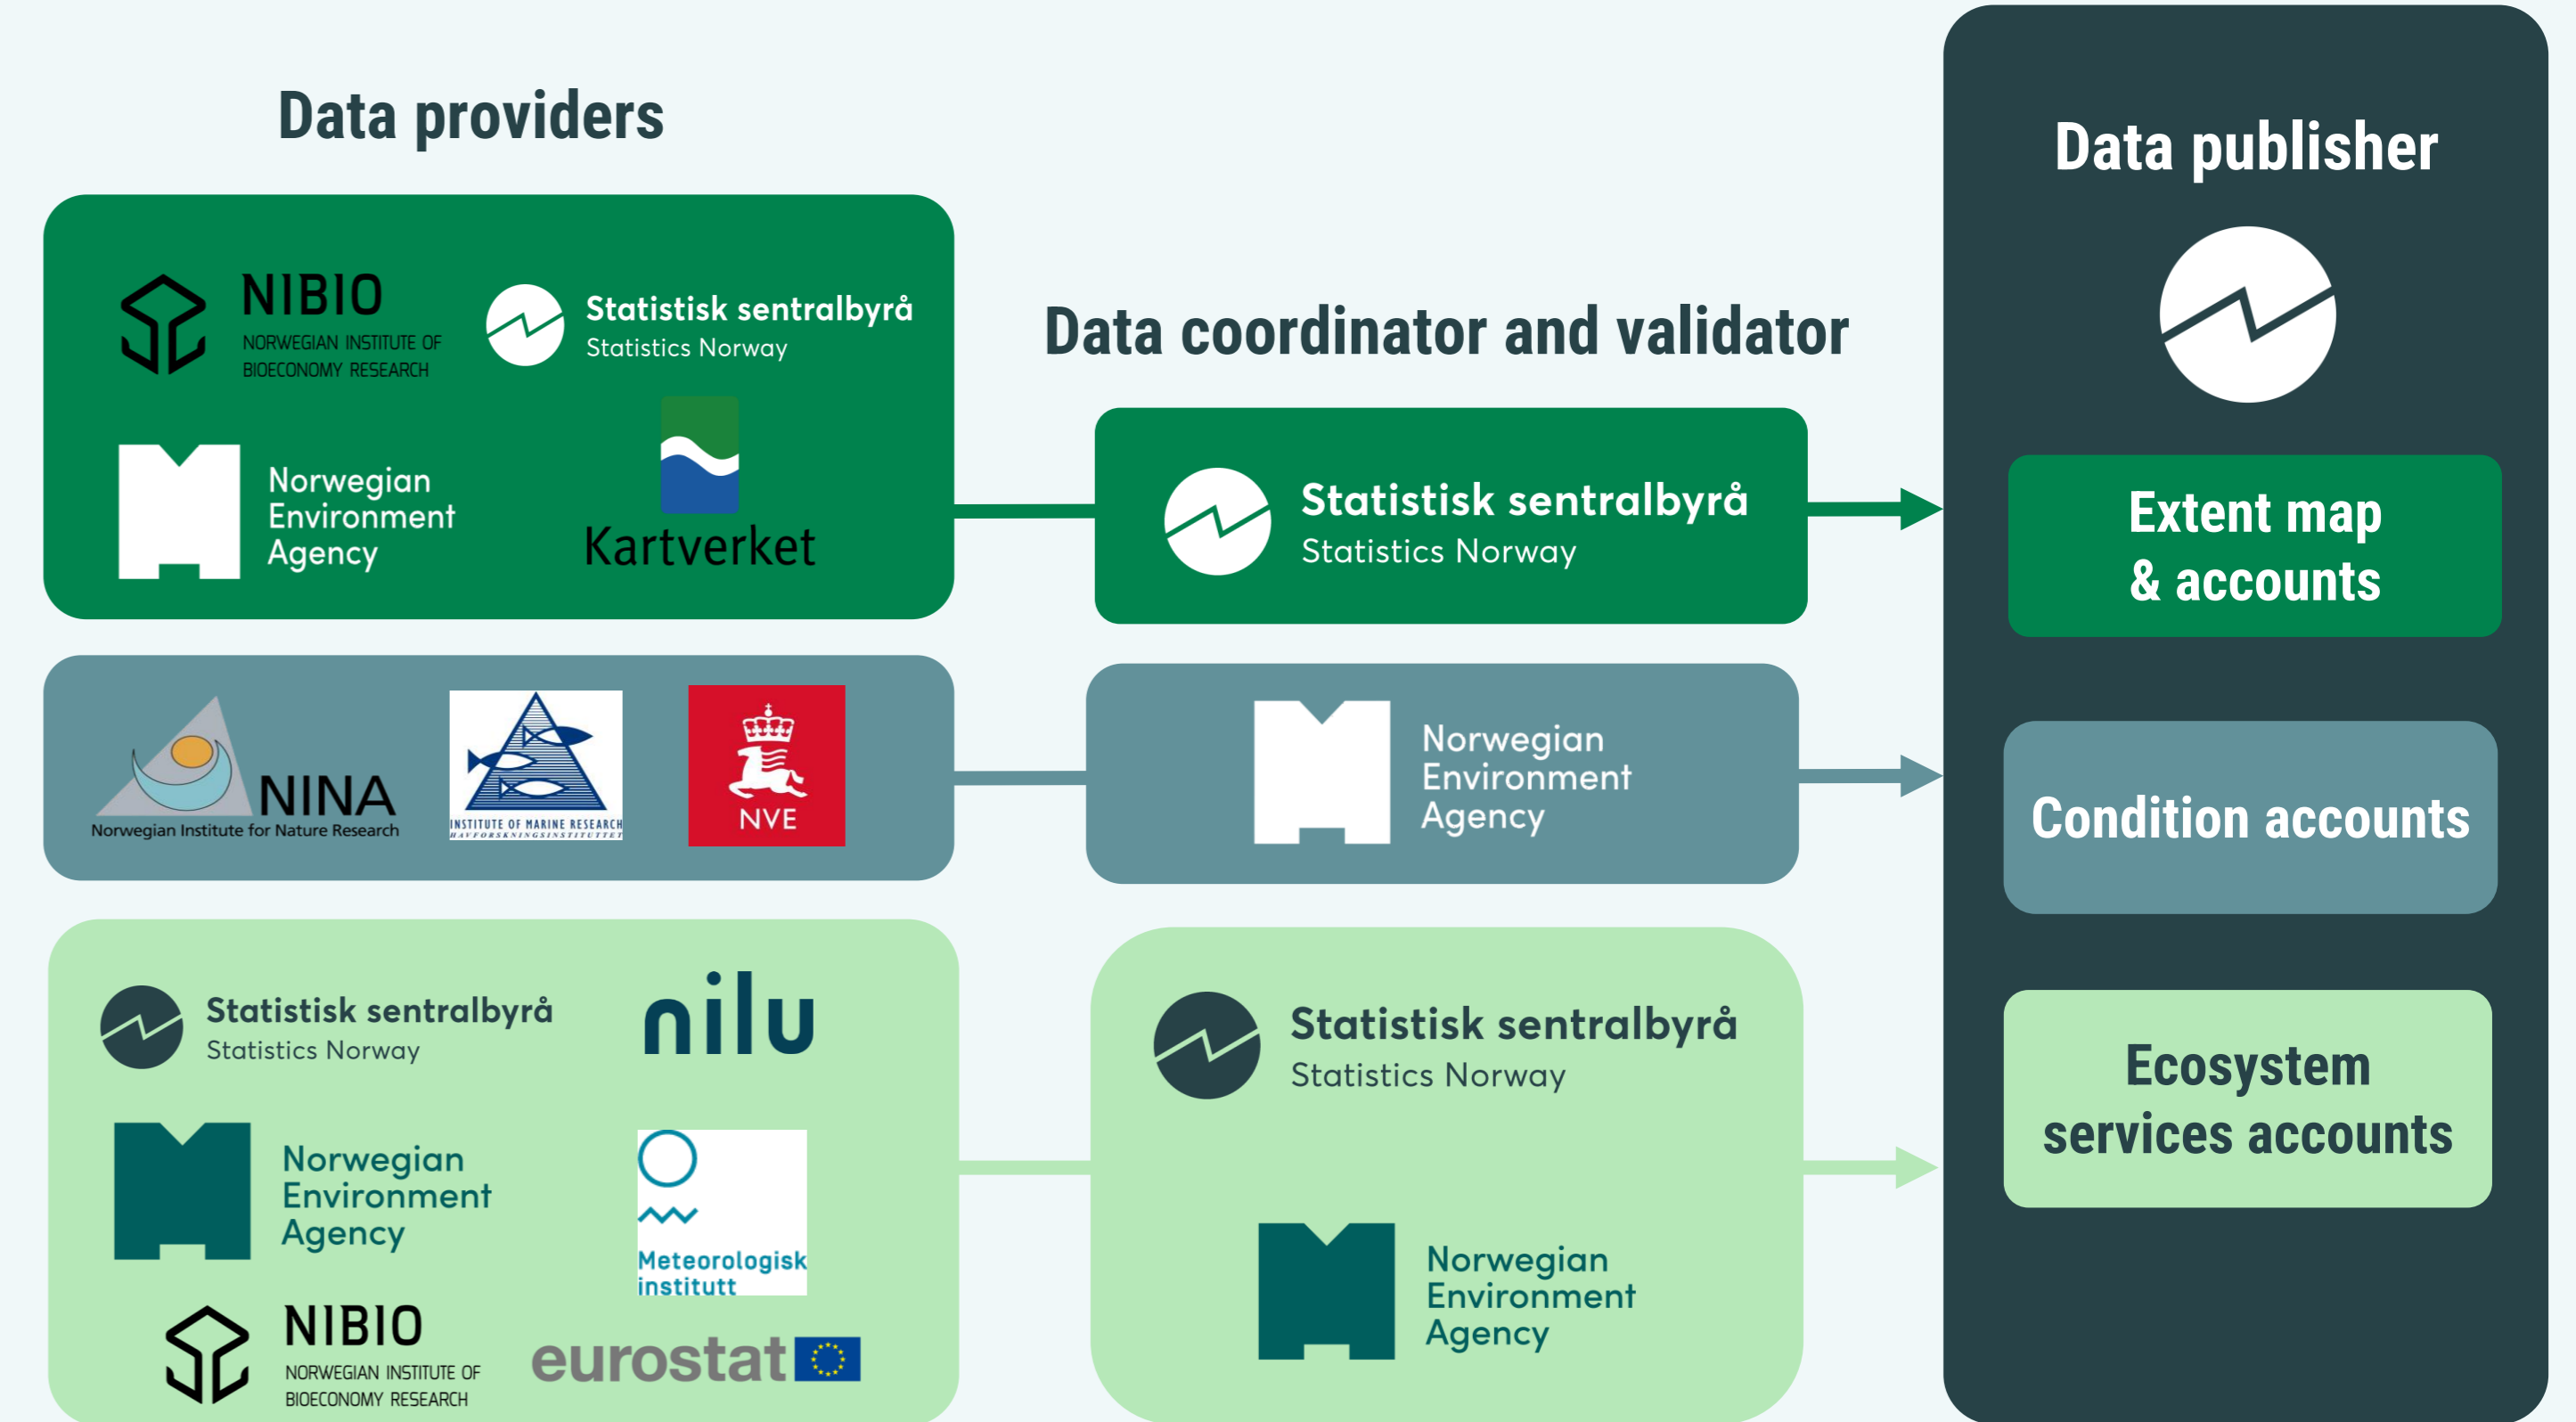 Data providers
NIBIO
NORWEGIAN INSTITUTE OF
BIOECONOMY RESEARCH
Statistisk sentralbyrå
Statistics Norway
Norwegian
Environment
Agency
Kartverket
NINA
Norwegian Institute for Nature Research
INSTITUTE OF MARINE RESEARCH
HAVFORSKNINGSINSTITUTTET
NVE
Statistisk sentralbyrå
Statistics Norway
nilu
Norwegian
Environment
Agency
Meteorologisk
institutt
NIBIO
NORWEGIAN INSTITUTE OF
BIOECONOMY RESEARCH
eurostat
Data coordinator and validator
Statistisk sentralbyrå
Statistics Norway
Norwegian
Environment
Agency
Statistisk sentralbyrå
Statistics Norway
Norwegian
Environment
Agency
Data publisher
Extent map
& accounts
Condition accounts
Ecosystem
services accounts